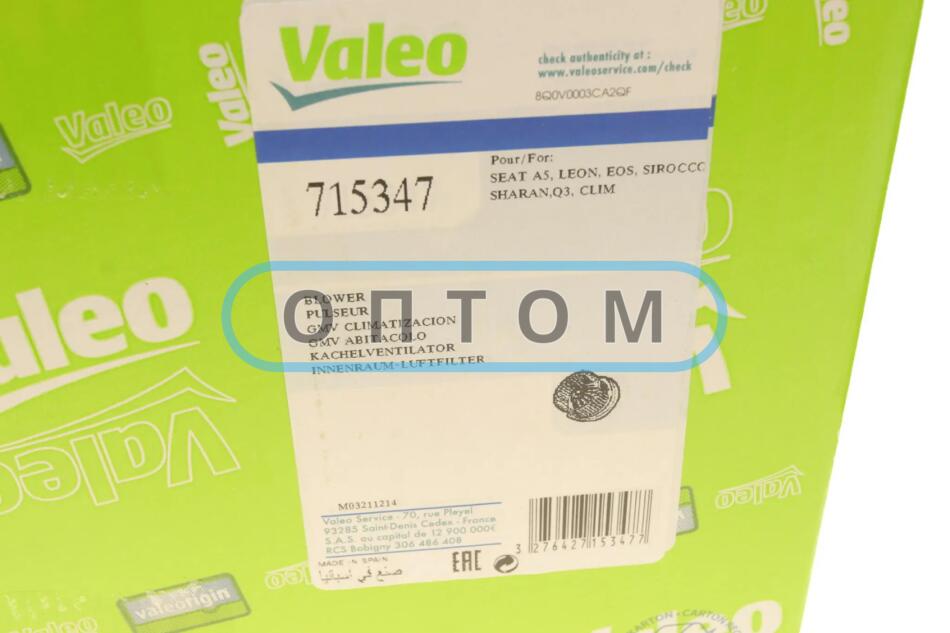 Valeo
check authenticity at :
www.valeoservice.com/check
8Q0V0003CA2QF
715347
Pour/For:
SEAT A5, LEON, EOS, SIROCCO
SHARAN,Q3, CLIM
ОПТОМ
BLOWER
PULSEUR
GMV CLIMATIZACION
GMV ABITACOLO
KACHELVENTILATOR
INNENRAUM-LUFTFILTER
M03211214
Valeo Service - 70, rue Pleyel
93285 Saint-Denis Cedex - France
S.A.S. au capital de 12 900 000€
RCS Bobigny 306 486 408
MADE IN SPAIN
صنع في اسبانيا
EAC
3 276427 153477
Valeo
Valeo
Valeo
Valeo
Valeo
valeorigin
Valeo